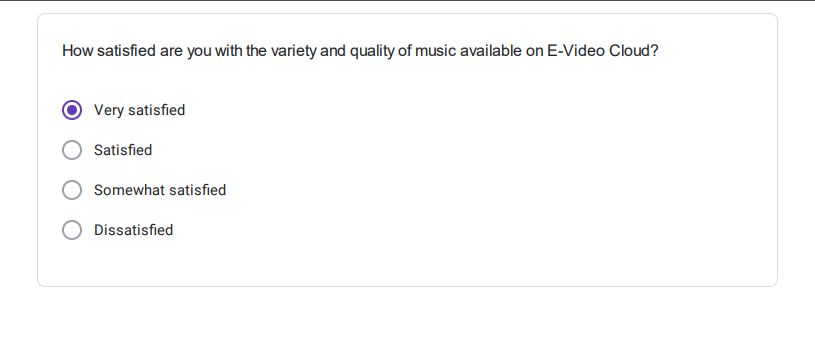 How satisfied are you with the variety and quality of music available on E-Video Cloud?
Very satisfied
Satisfied
Somewhat satisfied
Dissatisfied